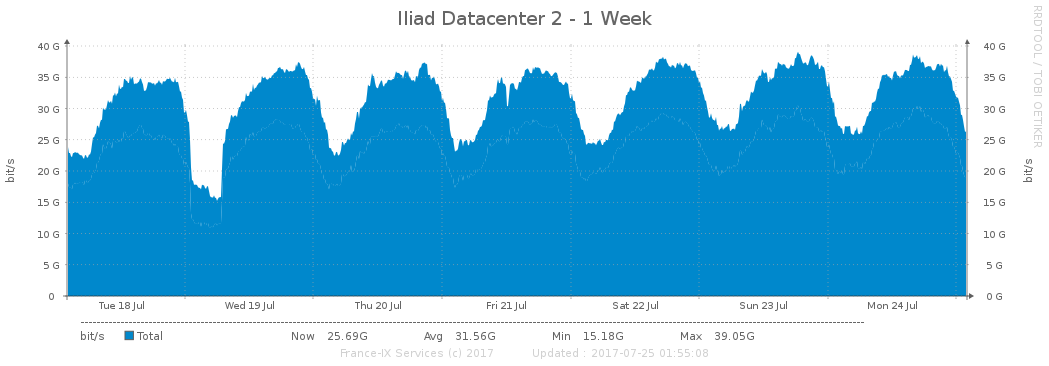 Iliad Datacenter 2 - 1 Week
RRDTOOL / TOBI OETIKER
bit/s
40 G
35 G
30 G
25 G
20 G
15 G
10 G
5 G
0
40 G
35 G
30 G
25 G
20 G
15 G
10 G
5 G
0 G
bit/s
Tue 18 Jul Wed 19 Jul Thu 20 Jul Fri 21 Jul Sat 22 Jul Sun 23 Jul Mon 24 Jul
bit/s Total Now 25.69G Avg 31.56G Min 15.18G Max 39.05G
France-IX Services (c) 2017 Updated : 2017-07-25 01:55:08